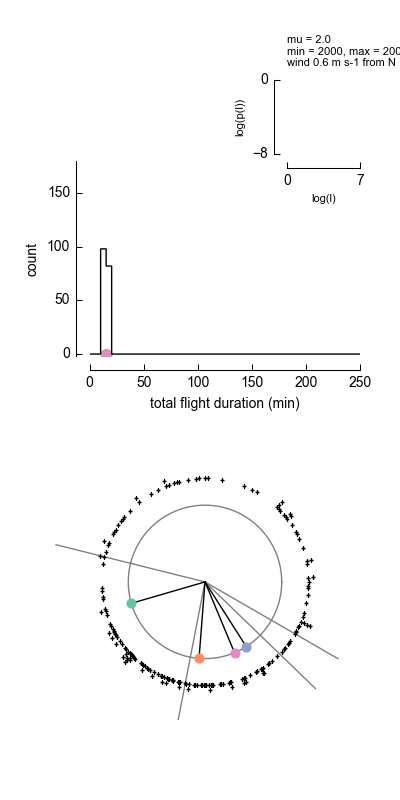 mu = 2.0
min = 2000, max = 200
wind 0.6 m s-1 from N
0
log(p(l))
−8
0 7
log(l)
150
count
100
50
0
0 50 100 150 200 250
total flight duration (min)